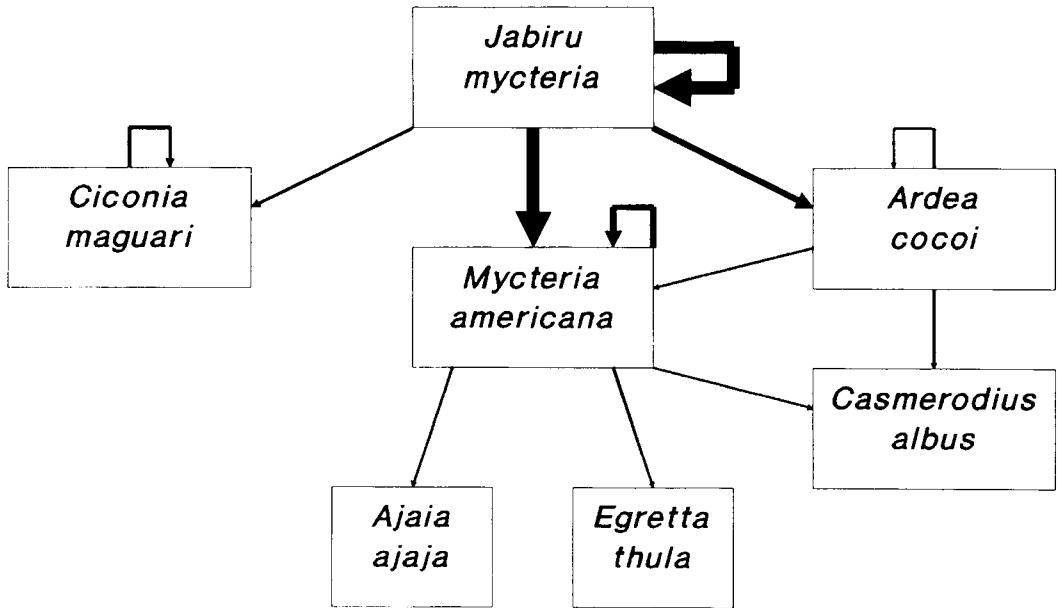 Jabiru
mycteria
Ciconia
maguari
Ardea
cocoi
Mycteria
americana
Casmerodius
albus
Ajaia
ajaja
Egretta
thula